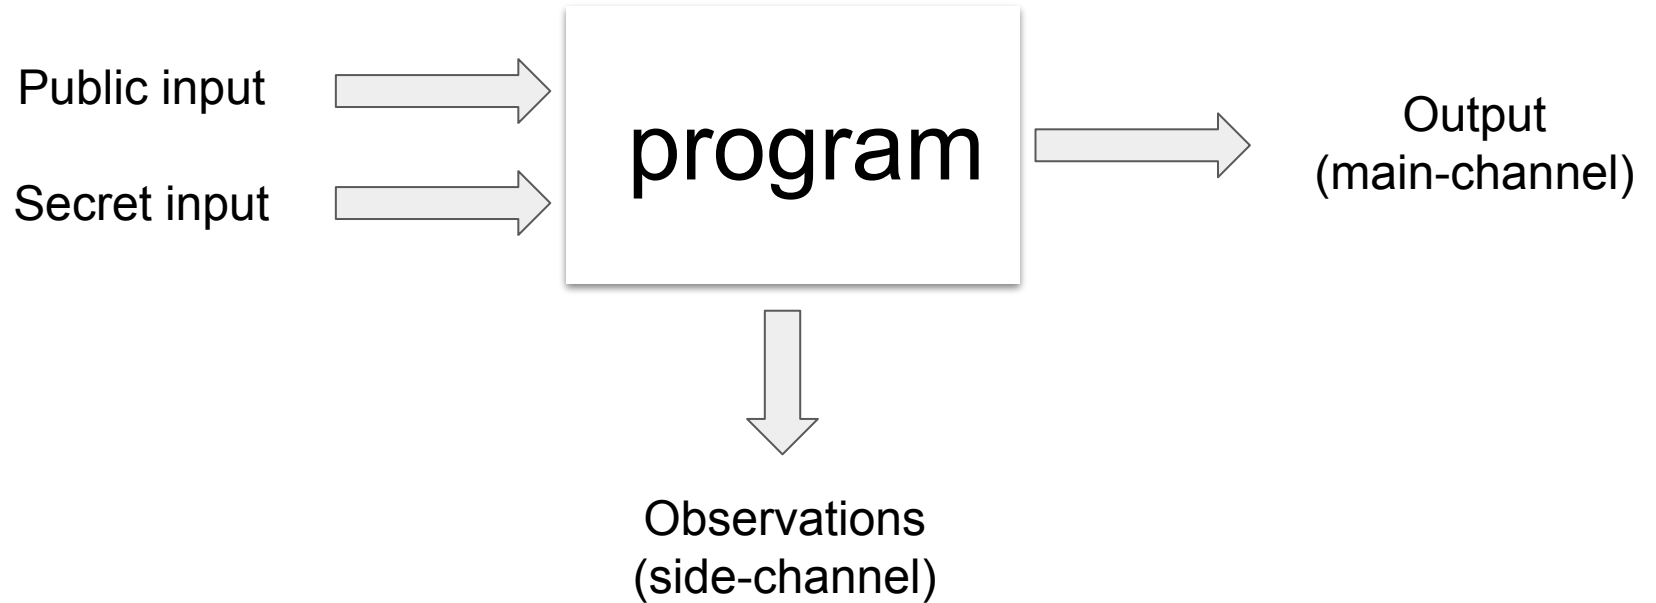 Public input
Secret input
program
Output
(main-channel)
Observations
(side-channel)